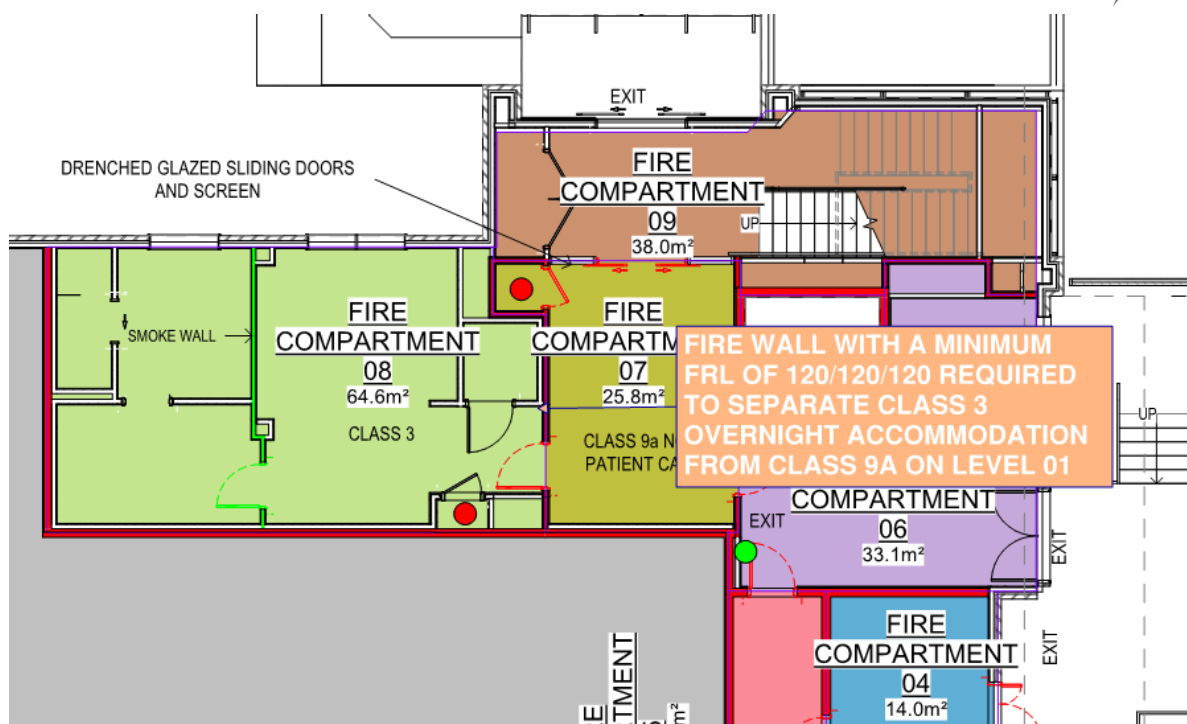 EXIT
DRENCHED GLAZED SLIDING DOORS
AND SCREEN
FIRE
COMPARTMENT
09
38.0m²
UP
SMOKE WALL
FIRE
COMPARTMENT
08
64.6m²
CLASS 3
FIRE
07
25.8m²
CLASS 9a
PATIENT
FIRE WALL WITH A MINIMUM
FRL OF 120/120/120 REQUIRED
TO SEPARATE CLASS 3
OVERNIGHT ACCOMMODATION
FROM CLASS 9A ON LEVEL 01
UP
COMPARTMENT
06
33.1m²
EXIT
EXIT
FIRE
COMPARTMENT
04
14.0m²
EXIT